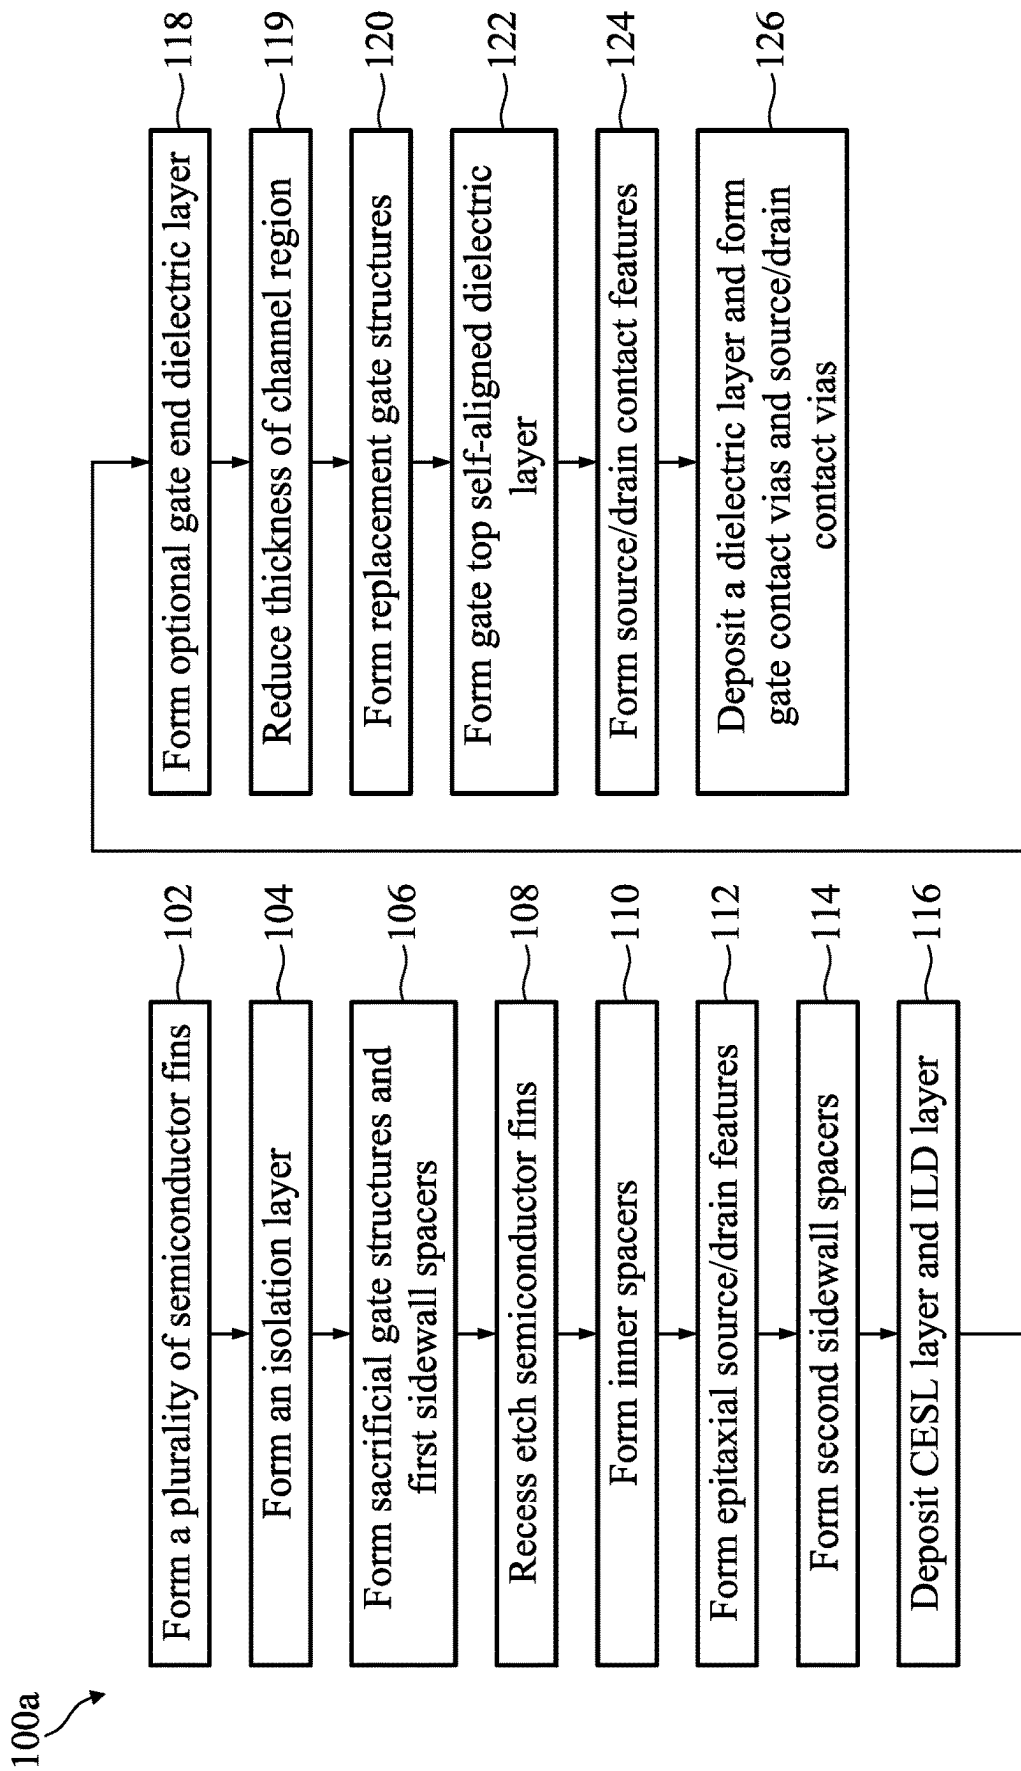 100a
Form a plurality of semiconductor fins
102
Form an isolation layer
104
Form sacrificial gate structures and
first sidewall spacers
106
Recess etch semiconductor fins
108
Form inner spacers
110
Form epitaxial source/drain features
112
Form second sidewall spacers
114
Deposit CESL layer and ILD layer
116
Form optional gate end dielectric layer
118
Reduce thickness of channel region
119
Form replacement gate structures
120
Form gate top self-aligned dielectric
layer
122
Form source/drain contact features
124
Deposit a dielectric layer and form
gate contact vias and source/drain
contact vias
126